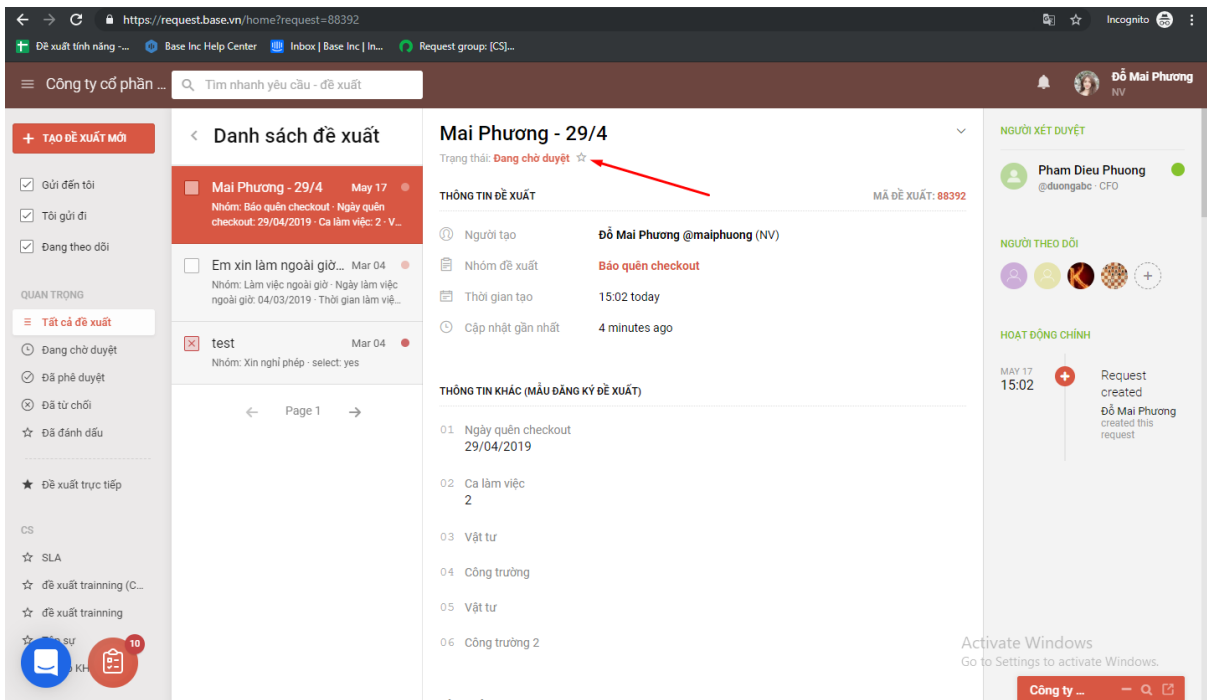 https://request.base.vn/home?request=88392
Incognito
Đề xuất tính năng -...
Base Inc Help Center
Inbox | Base Inc | In...
Request group: [CS]...
Công ty cổ phần ...
Tìm nhanh yêu cầu - đề xuất
Đỗ Mai Phương
NV
TẠO ĐỀ XUẤT MỚI
Gửi đến tôi
Tôi gửi đi
Đang theo dõi
QUAN TRỌNG
Tất cả đề xuất
Đang chờ duyệt
Đã phê duyệt
Đã từ chối
Đã đánh dấu
Đề xuất trực tiếp
CS
SLA
đề xuất trainning (C...
đề xuất trainning
sự
10
KH
Danh sách đề xuất
Mai Phương - 29/4 May 17
Nhóm: Báo quên checkout · Ngày quên
checkout: 29/04/2019 · Ca làm việc: 2 · V...
Em xin làm ngoài giờ... Mar 04
Nhóm: Làm việc ngoài giờ · Ngày làm việc
ngoài giờ: 04/03/2019 · Thời gian làm việ...
test Mar 04
Nhóm: Xin nghỉ phép · select: yes
Page 1
Mai Phương - 29/4
Trạng thái: Đang chờ duyệt
THÔNG TIN ĐỀ XUẤT MÃ ĐỀ XUẤT: 88392
Người tạo Đỗ Mai Phương @maiphuong (NV)
Nhóm đề xuất Báo quên checkout
Thời gian tạo 15:02 today
Cập nhật gần nhất 4 minutes ago
THÔNG TIN KHÁC (MẪU ĐĂNG KÝ ĐỀ XUẤT)
01 Ngày quên checkout
29/04/2019
02 Ca làm việc
2
03 Vật tư
04 Công trường
05 Vật tư
06 Công trường 2
NGƯỜI XÉT DUYỆT
Pham Dieu Phuong
@duongabc · CFO
NGƯỜI THEO DÕI
HOẠT ĐỘNG CHÍNH
MAY 17
15:02
Request
created
Đỗ Mai Phương
created this
request
Activate Windows
Go to Settings to activate Windows.
Công ty ...